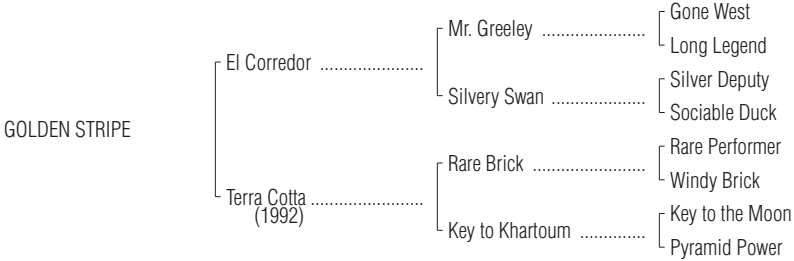 Gone West
Mr. Greeley ......................
Long Legend
El Corredor ......................
Silver Deputy
Silvery Swan ....................
Sociable Duck
GOLDEN STRIPE
Rare Performer
Rare Brick ........................
Windy Brick
Terra Cotta ........................
(1992)
Key to the Moon
Key to Khartoum ..............
Pyramid Power